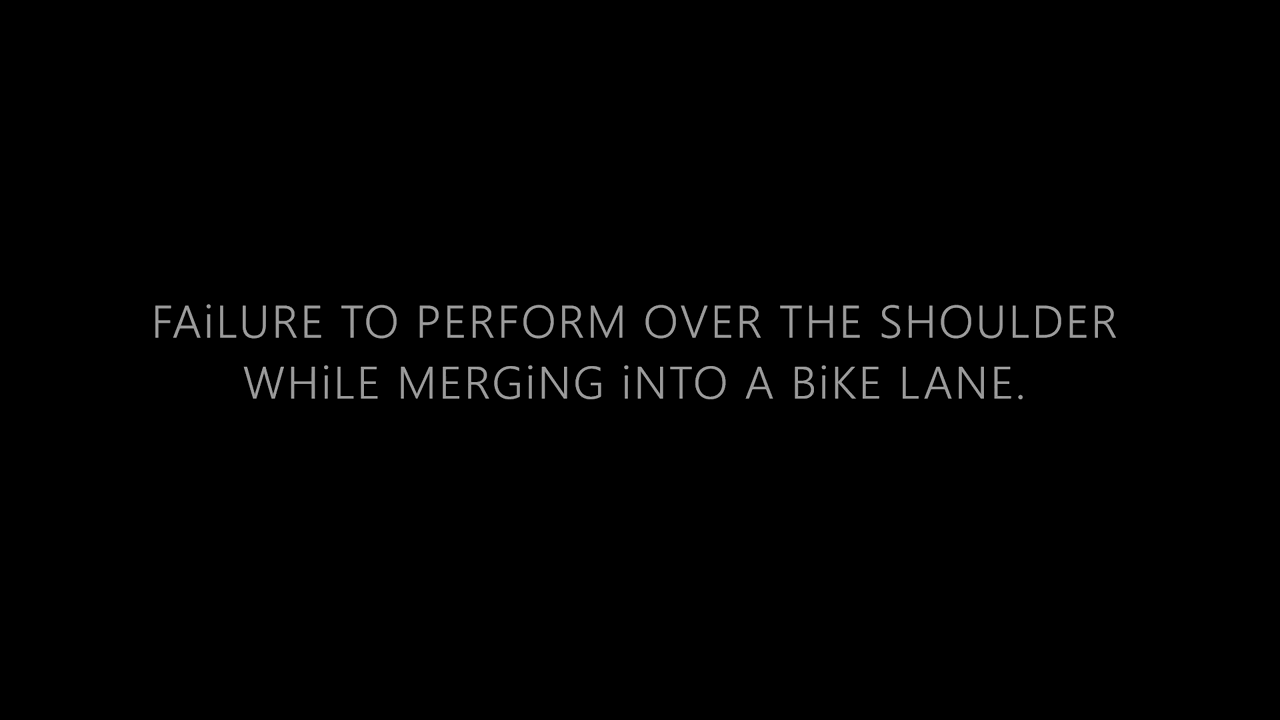 FAiLURE TO PERFORM OVER THE SHOULDER
WHiLE MERGiNG iNTO A BiKE LANE.